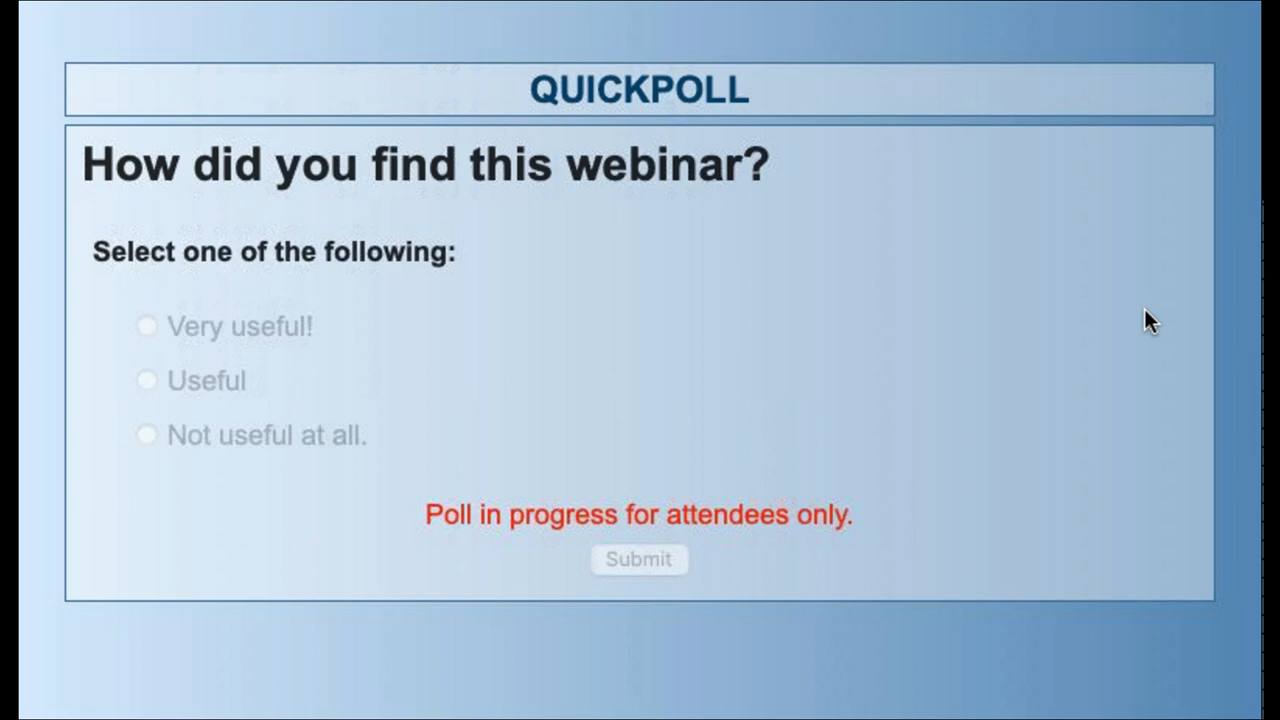 QUICKPOLL
How did you find this webinar?
Select one of the following:
Very useful!
Useful
Not useful at all.
Poll in progress for attendees only.
Submit